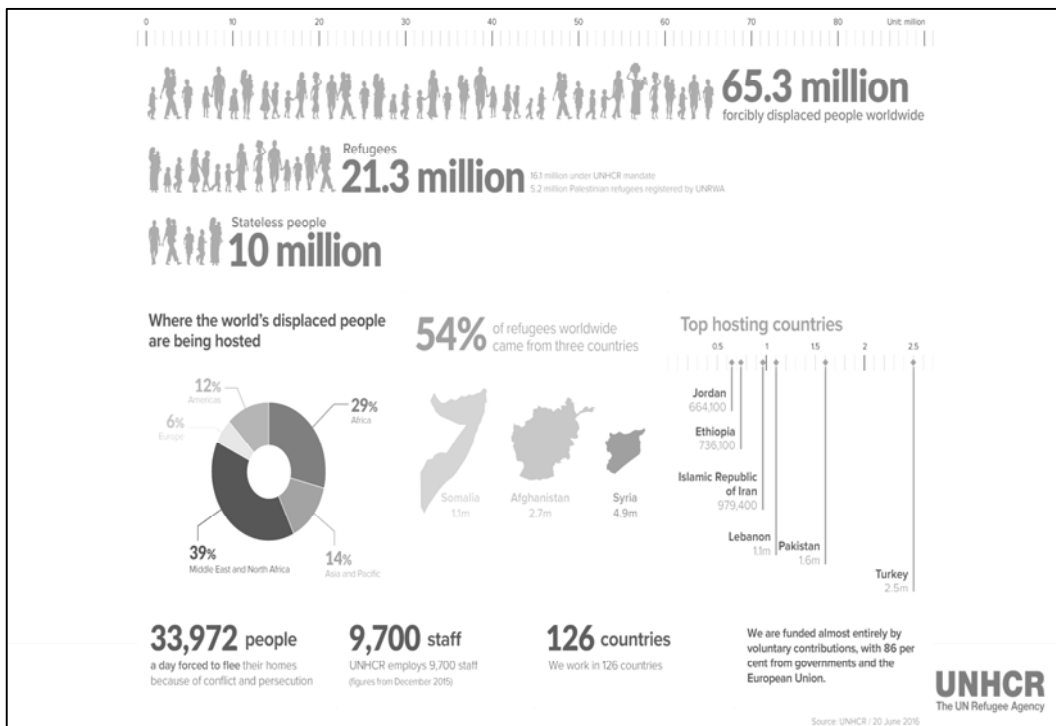 0 10 20 30 40 50 60 70 80 Unit: million
65.3 million
forcibly displaced people worldwide
Refugees
21.3 million
16.1 million under UNHCR mandate
5.2 million Palestinian refugees registered by UNRWA
Stateless people
10 million
Where the world's displaced people
are being hosted
12%
Americas
29%
Africa
6%
Europe
39%
Middle East and North Africa
14%
Asia and Pacific
54% of refugees worldwide
came from three countries
Somalia
1.1m
Afghanistan
2.7m
Syria
4.9m
Top hosting countries
0.5 1 1.5 2 2.5
Jordan
664,100
Ethiopia
736,100
Islamic Republic
of Iran
979,400
Lebanon
1.1m
Pakistan
1.6m
Turkey
2.5m
33,972 people
a day forced to flee their homes
because of conflict and persecution
9,700 staff
UNHCR employs 9,700 staff
(figures from December 2015)
126 countries
We work in 126 countries
We are funded almost entirely by
voluntary contributions, with 86 per
cent from governments and the
European Union.
UNHCR
The UN Refugee Agency
Source: UNHCR / 20 June 2016